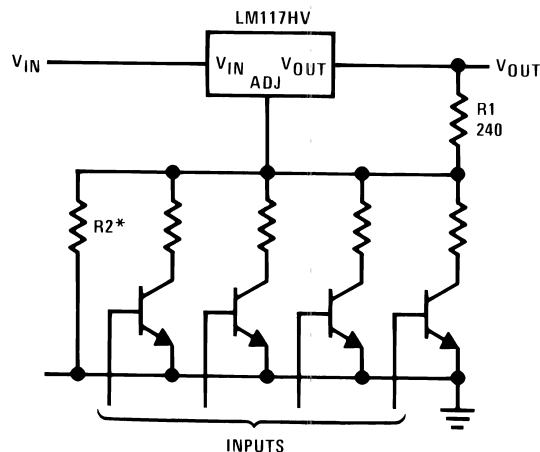 LM117HV
VIN
VIN VOUT
ADJ
VOUT
R1
240
R2*
INPUTS